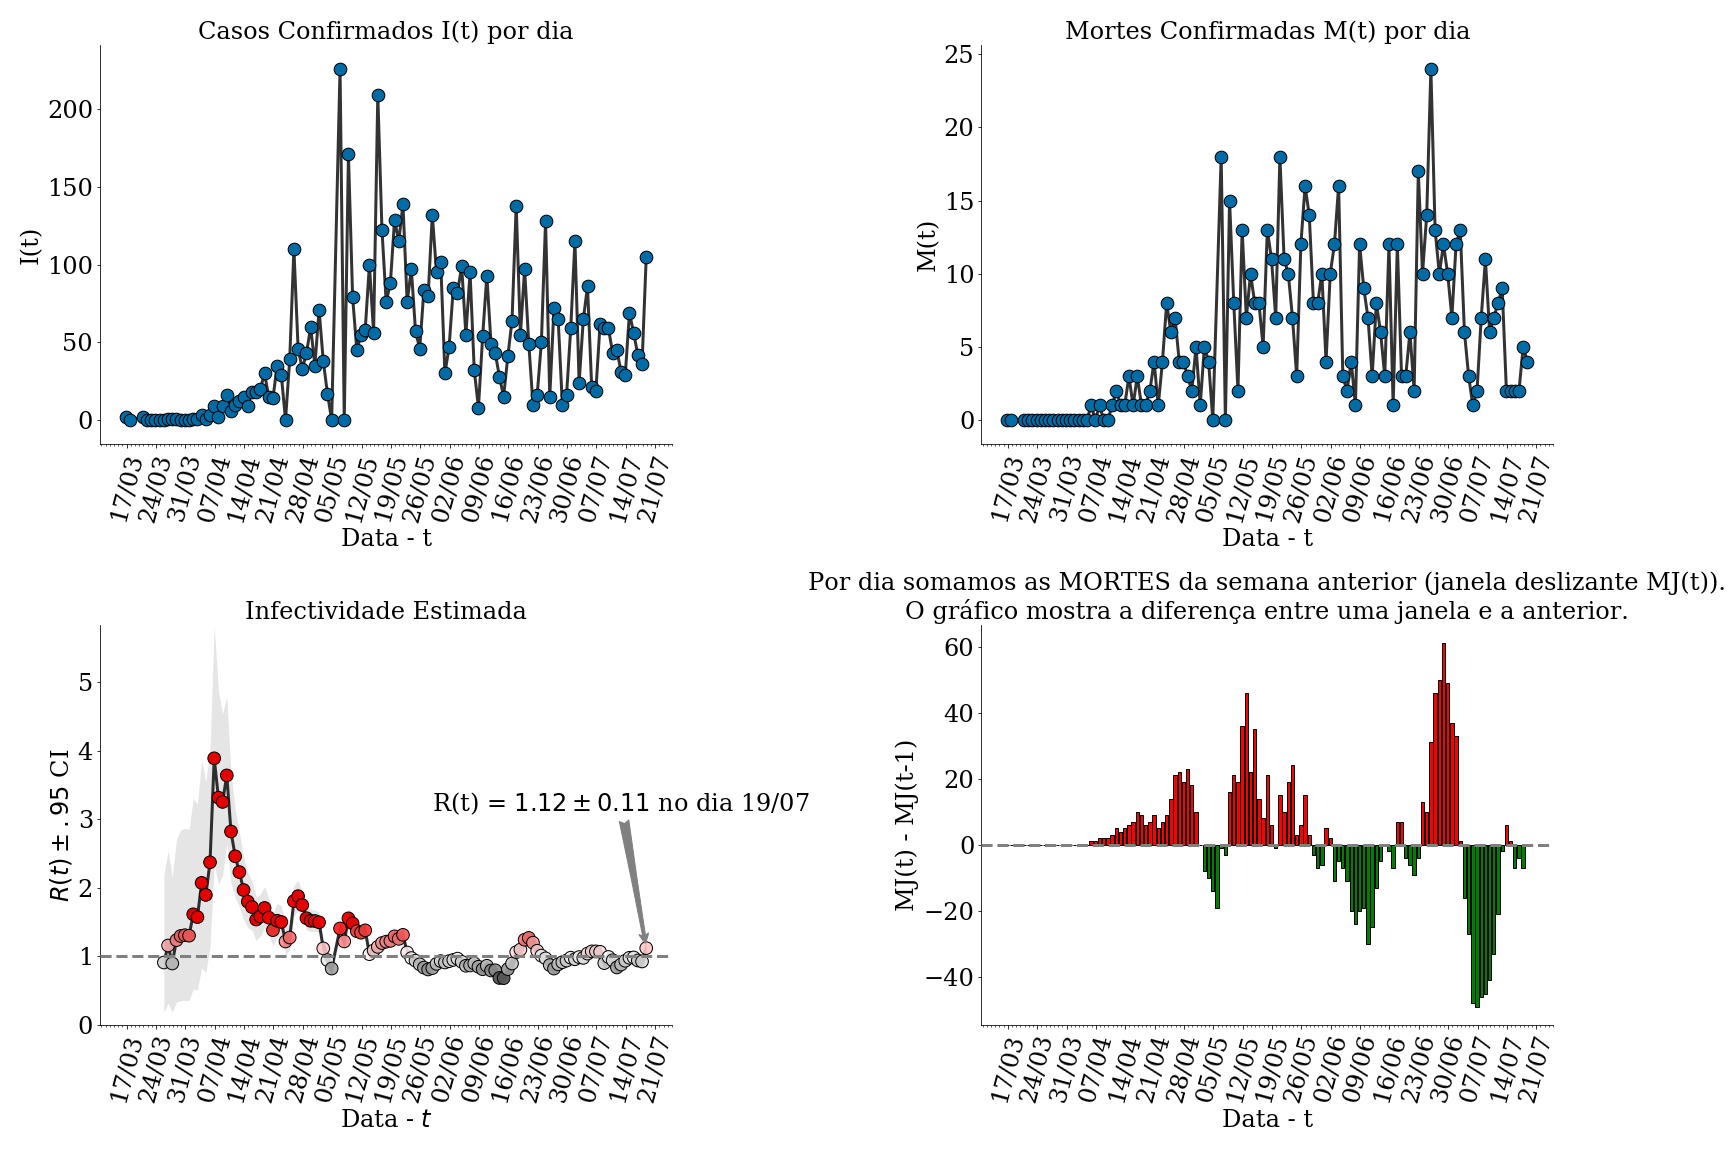 Casos Confirmados I(t) por dia
I(t)
200
150
100
50
0
17/03 24/03 31/03 07/04 14/04 21/04 28/04 05/05 12/05 19/05 26/05 02/06 09/06 16/06 23/06 30/06 07/07 14/07 21/07
Data - t
Mortes Confirmadas M(t) por dia
M(t)
25
20
15
10
5
0
17/03 24/03 31/03 07/04 14/04 21/04 28/04 05/05 12/05 19/05 26/05 02/06 09/06 16/06 23/06 30/06 07/07 14/07 21/07
Data - t
Infectividade Estimada
R(t) ± .95 CI
5
4
3
2
1
0
R(t) = 1.12 ± 0.11 no dia 19/07
17/03 24/03 31/03 07/04 14/04 21/04 28/04 05/05 12/05 19/05 26/05 02/06 09/06 16/06 23/06 30/06 07/07 14/07 21/07
Data - t
Por dia somamos as MORTES da semana anterior (janela deslizante MJ(t)).
O gráfico mostra a diferença entre uma janela e a anterior.
MJ(t) - MJ(t-1)
60
40
20
0
−20
−40
17/03 24/03 31/03 07/04 14/04 21/04 28/04 05/05 12/05 19/05 26/05 02/06 09/06 16/06 23/06 30/06 07/07 14/07 21/07
Data - t